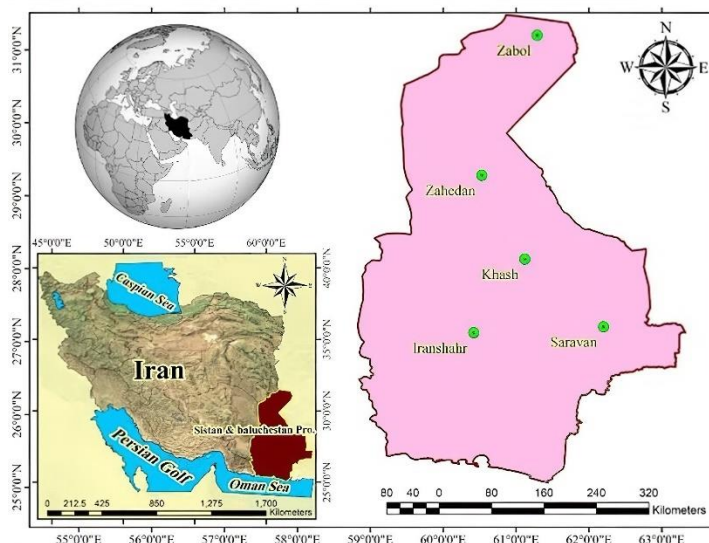 31°0'0"N
30°0'0"N
29°0'0"N
28°0'0"N
27°0'0"N
26°0'0"N
25°0'0"N
N
W E
S
Zabol
Zahedan
Khash
Iranshahr
Saravan
45°0'0"E 50°0'0"E 55°0'0"E 60°0'0"E
N
W E
S
Caspian Sea
Iran
Sistan & baluchestan Pro.
Persian Golf
Oman Sea
40°0'0"N
35°0'0"N
30°0'0"N
25°0'0"N
0 212.5 425 850 1,275 1,700
Kilometers
80 40 0 80 160 240 320
Kilometers
55°0'0"E 56°0'0"E 57°0'0"E 58°0'0"E 59°0'0"E 60°0'0"E 61°0'0"E 62°0'0"E 63°0'0"E